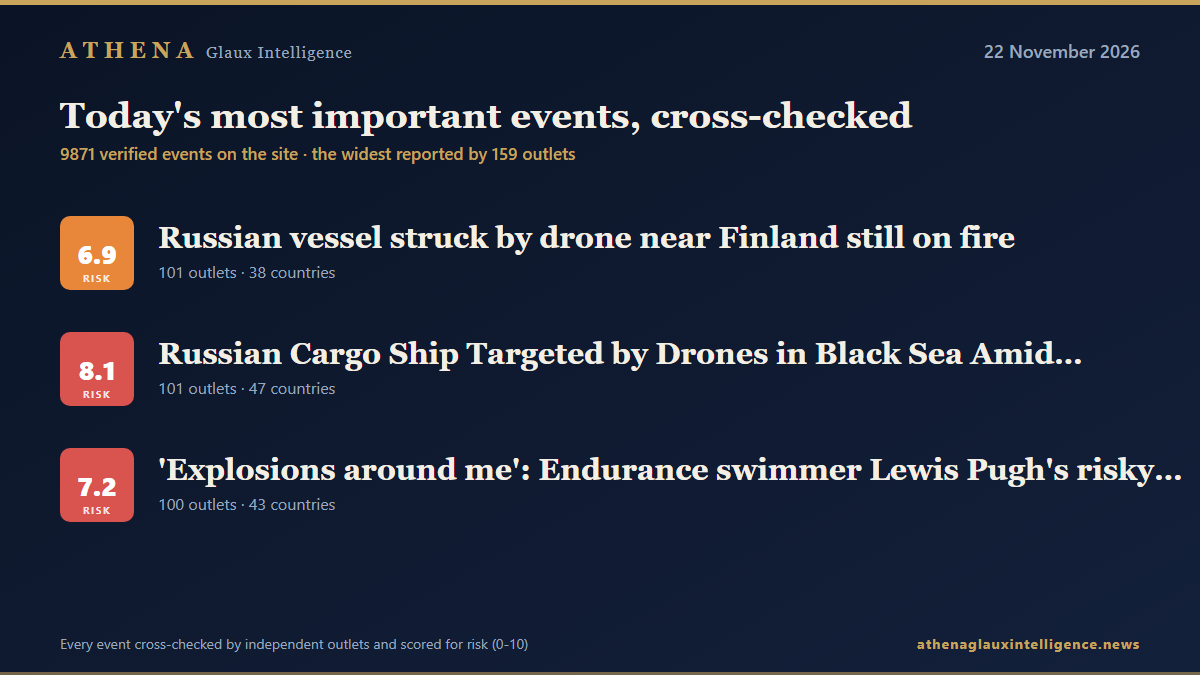 ATHENA Glaux Intelligence
22 November 2026
Today's most important events, cross-checked
9871 verified events on the site · the widest reported by 159 outlets
6.9
RISK
Russian vessel struck by drone near Finland still on fire
101 outlets · 38 countries
8.1
RISK
Russian Cargo Ship Targeted by Drones in Black Sea Amid...
101 outlets · 47 countries
7.2
RISK
'Explosions around me': Endurance swimmer Lewis Pugh's risky...
100 outlets · 43 countries
Every event cross-checked by independent outlets and scored for risk (0-10)
athenaglauxintelligence.news